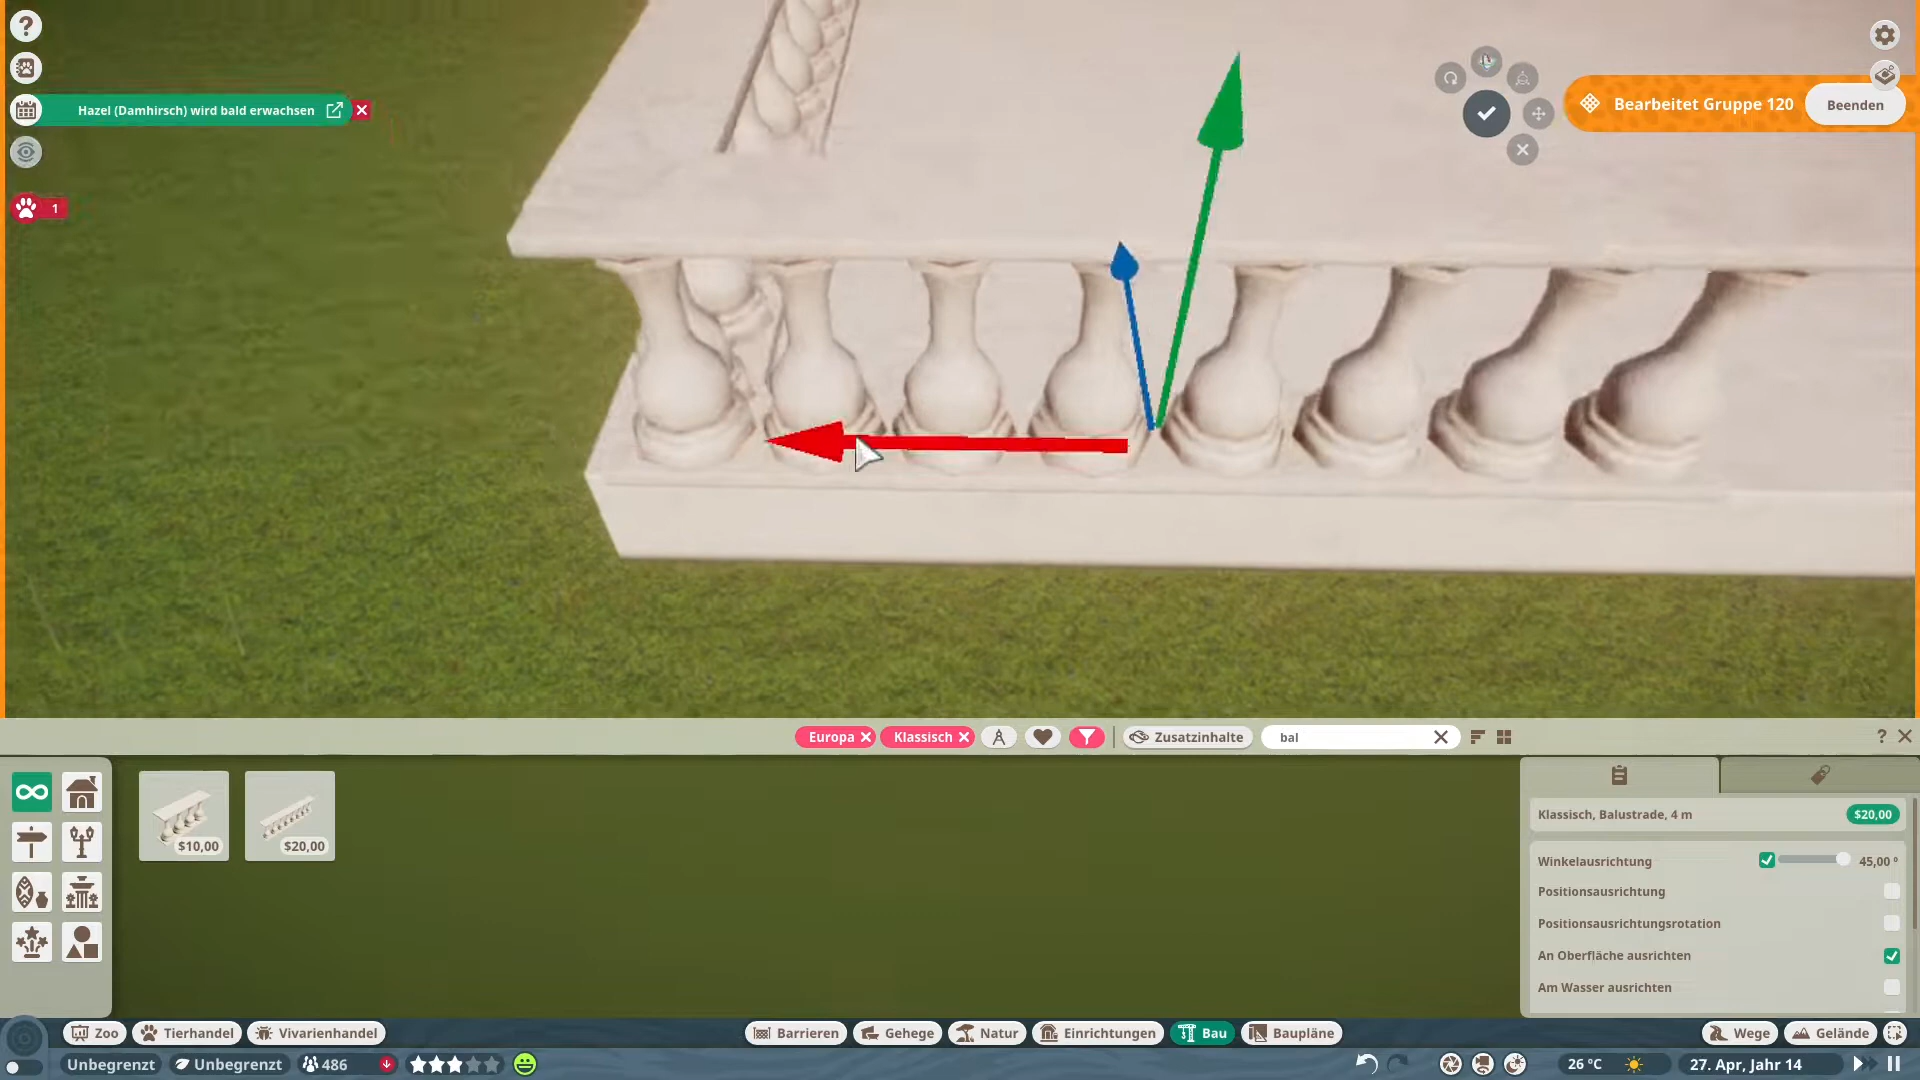 ?
Hazel (Damhirsch) wird bald erwachsen
1
Bearbeitet Gruppe 120
Beenden
Europa
Klassisch
Zusatzinhalte
bal
?
$10,00
$20,00
Klassisch, Balustrade, 4 m
$20,00
Winkelausrichtung
45,00 °
Positionsausrichtung
Positionsausrichtungsrotation
An Oberfläche ausrichten
Am Wasser ausrichten
Zoo
Tierhandel
Vivarienhandel
Barrieren
Gehege
Natur
Einrichtungen
Bau
Baupläne
Wege
Gelände
Unbegrenzt
Unbegrenzt
486
26 °C
27. Apr, Jahr 14